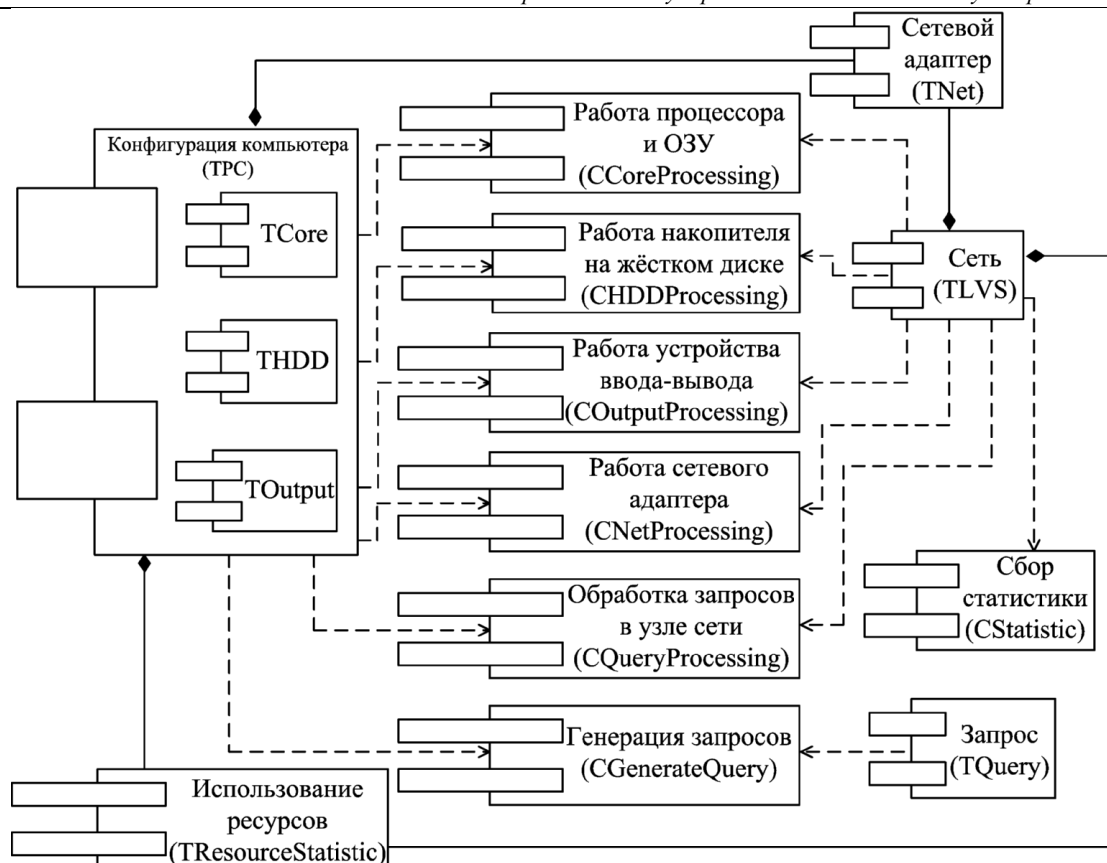 Сетевой
адаптер
(TNet)
Работа процессора
и ОЗУ
(CCoreProcessing)
Конфигурация компьютера
(TPC)
TCore
Работа накопителя
на жёстком диске
(CHDDProcessing)
Сеть
(TLVS)
THDD
Работа устройства
ввода-вывода
(COutputProcessing)
TOutput
Работа сетевого
адаптера
(CNetProcessing)
Сбор
статистики
(CStatistic)
Обработка запросов
в узле сети
(CQueryProcessing)
Генерация запросов
(CGenerateQuery)
Запрос
(TQuery)
Использование
ресурсов
(TResourceStatistic)